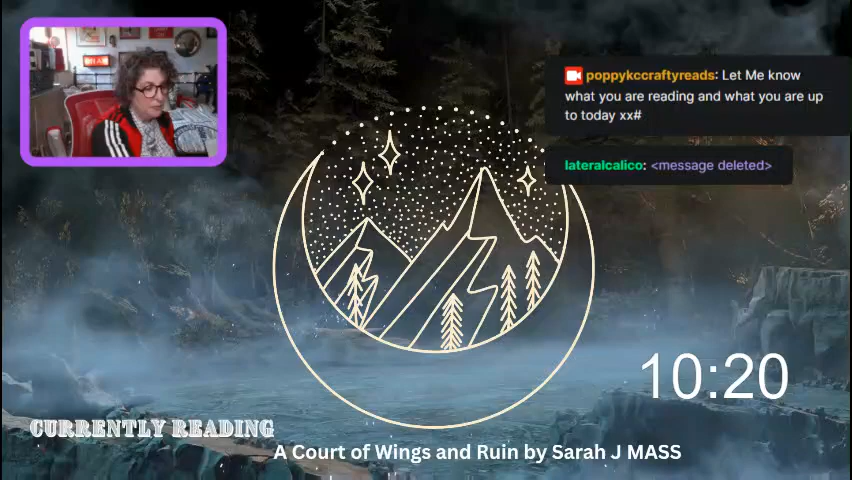 poppykccraftyreads: Let Me know
what you are reading and what you are up
to today xx#
lateralcalico: <message deleted>
10:20
CURRENTLY READING
A Court of Wings and Ruin by Sarah J MASS